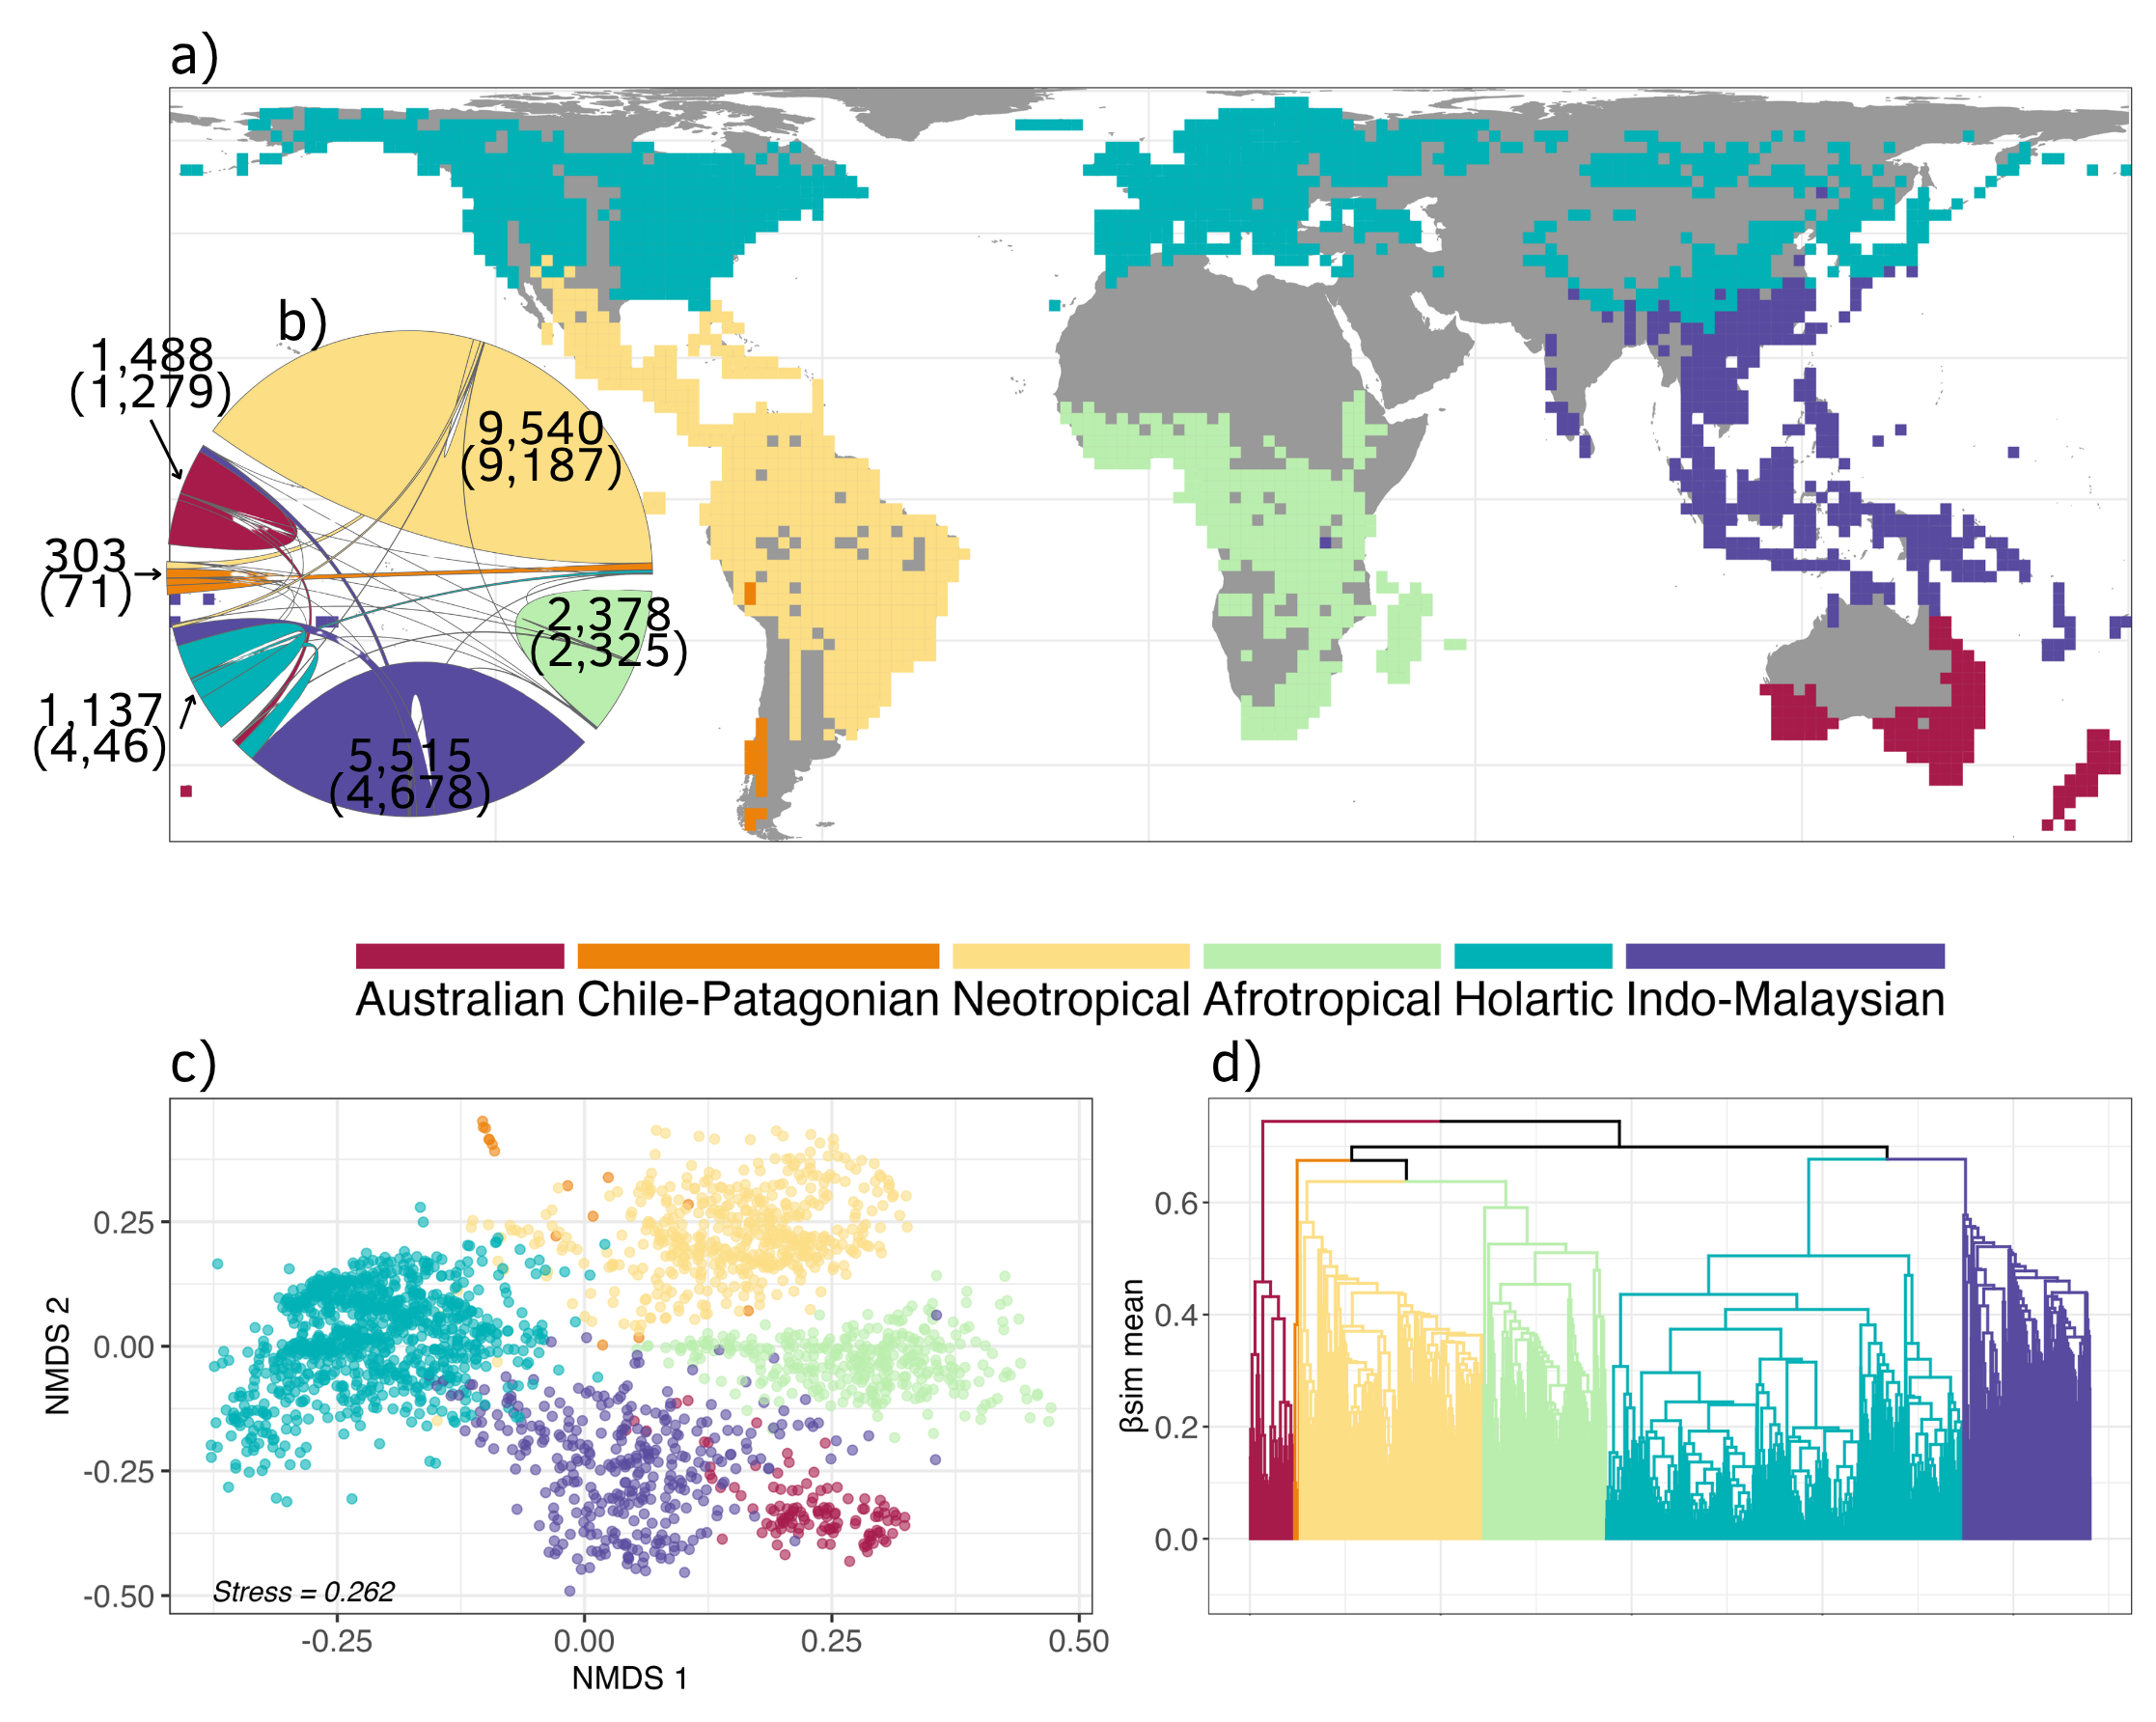 a)
b)
1,488
(1,279)
9,540
(9,187)
303
(71)
2,378
(2,325)
1,137
(4,46)
5,515
(4,678)
Australian Chile-Patagonian Neotropical Afrotropical Holartic Indo-Malaysian
c)
NMDS 2
0.25
0.00
-0.25
-0.50
Stress = 0.262
-0.25 0.00 0.25 0.50
NMDS 1
d)
βsim mean
0.6
0.4
0.2
0.0